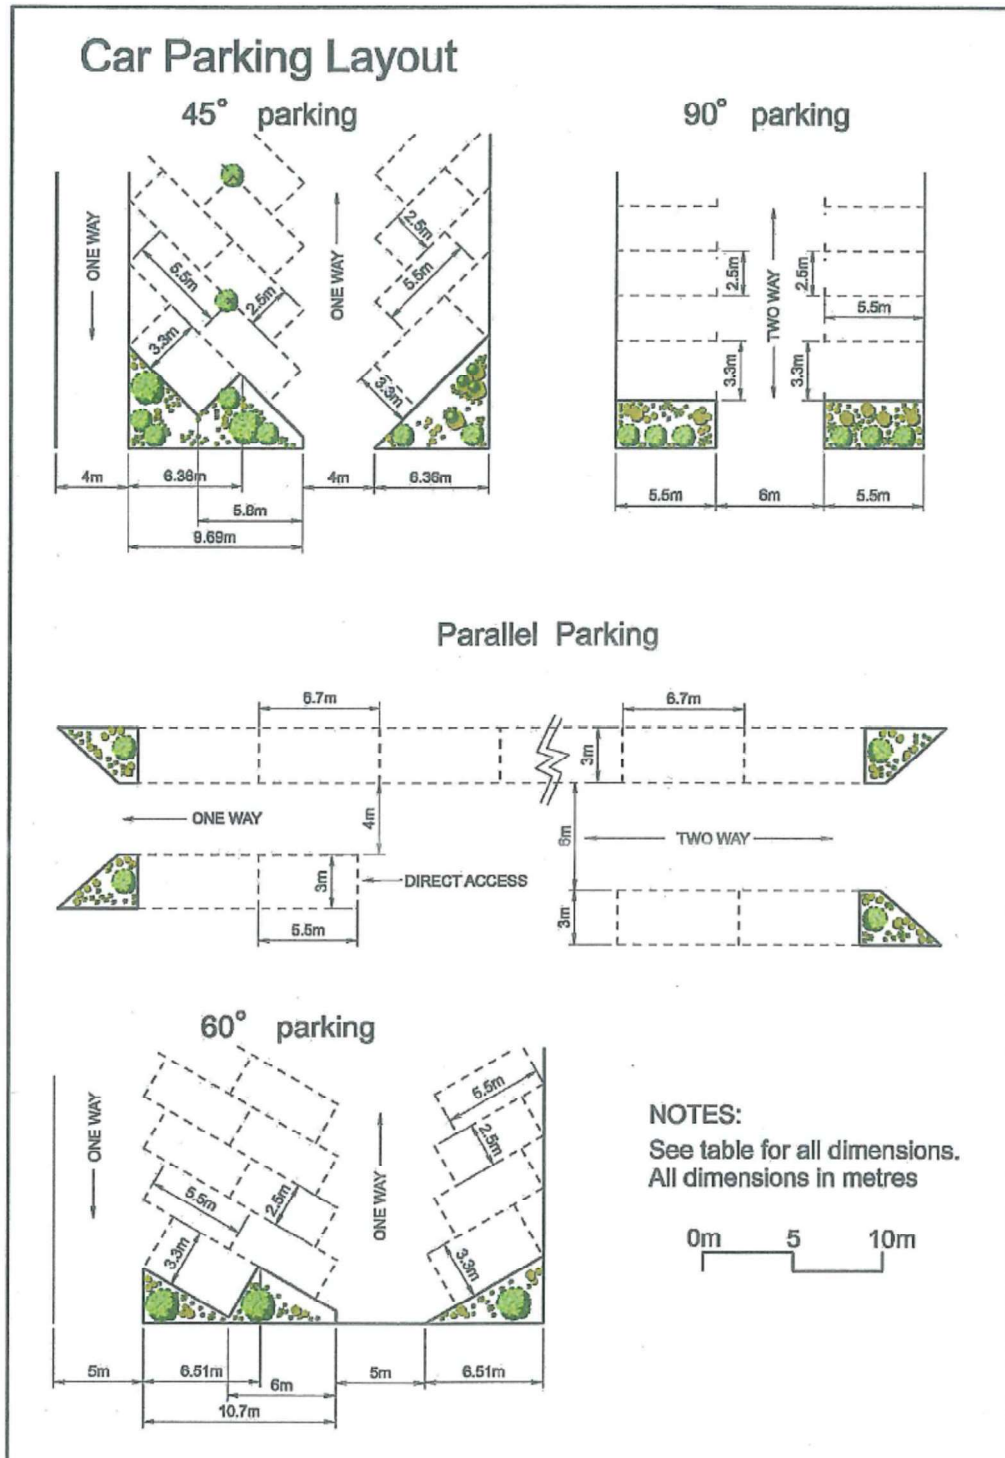 Car Parking Layout
45° parking
ONE WAY
5.5m
2.5m
3.3m
ONE WAY
2.5m
5.5m
3.3m
4m
6.36m
4m
6.36m
5.8m
9.69m
90° parking
2.5m
TWO WAY
2.5m
5.5m
3.3m
3.3m
5.5m
6m
5.5m
Parallel Parking
6.7m
6.7m
3m
ONE WAY
4m
6m
TWO WAY
3m
DIRECT ACCESS
3m
5.5m
60° parking
ONE WAY
5.5m
2.5m
3.3m
ONE WAY
5.5m
2.5m
3.3m
5m
6.51m
5m
6.51m
6m
10.7m
NOTES:
See table for all dimensions.
All dimensions in metres
0m 5 10m